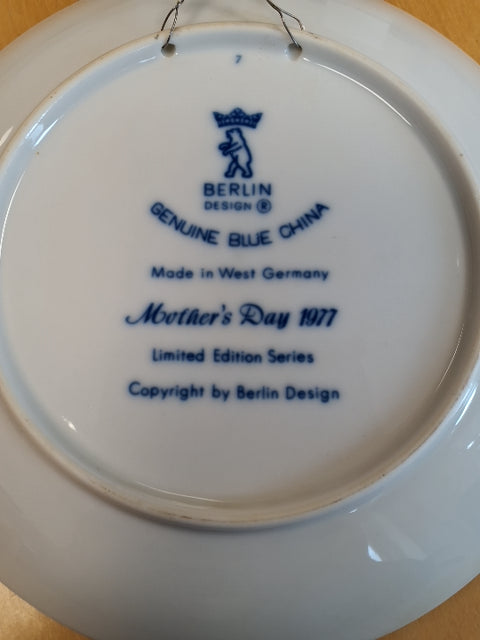 7
BERLIN
DESIGN ®
GENUINE BLUE CHINA
Made in West Germany
Mother's Day 1977
Limited Edition Series
Copyright by Berlin Design